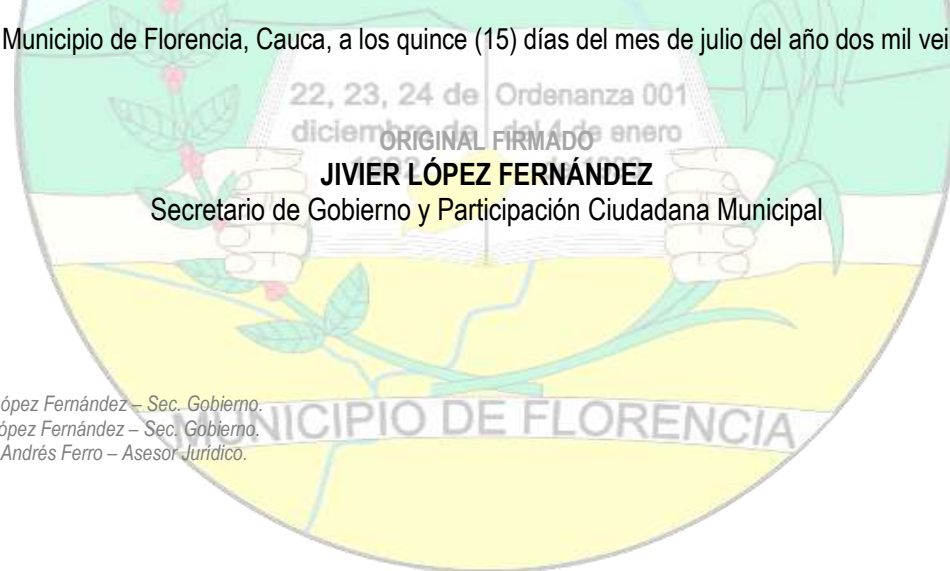 Municipio de Florencia, Cauca, a los quince (15) días del mes de julio del año dos mil vei
22, 23, 24 de Ordenanza 001
diciembre de del 4 de enero
ORIGINAL FIRMADO
JIVIER LÓPEZ FERNÁNDEZ
Secretario de Gobierno y Participación Ciudadana Municipal
ópez Fernández – Sec. Gobierno.
ópez Fernández – Sec. Gobierno.
Andrés Ferro – Asesor Jurídico.
MUNICIPIO DE FLORENCIA